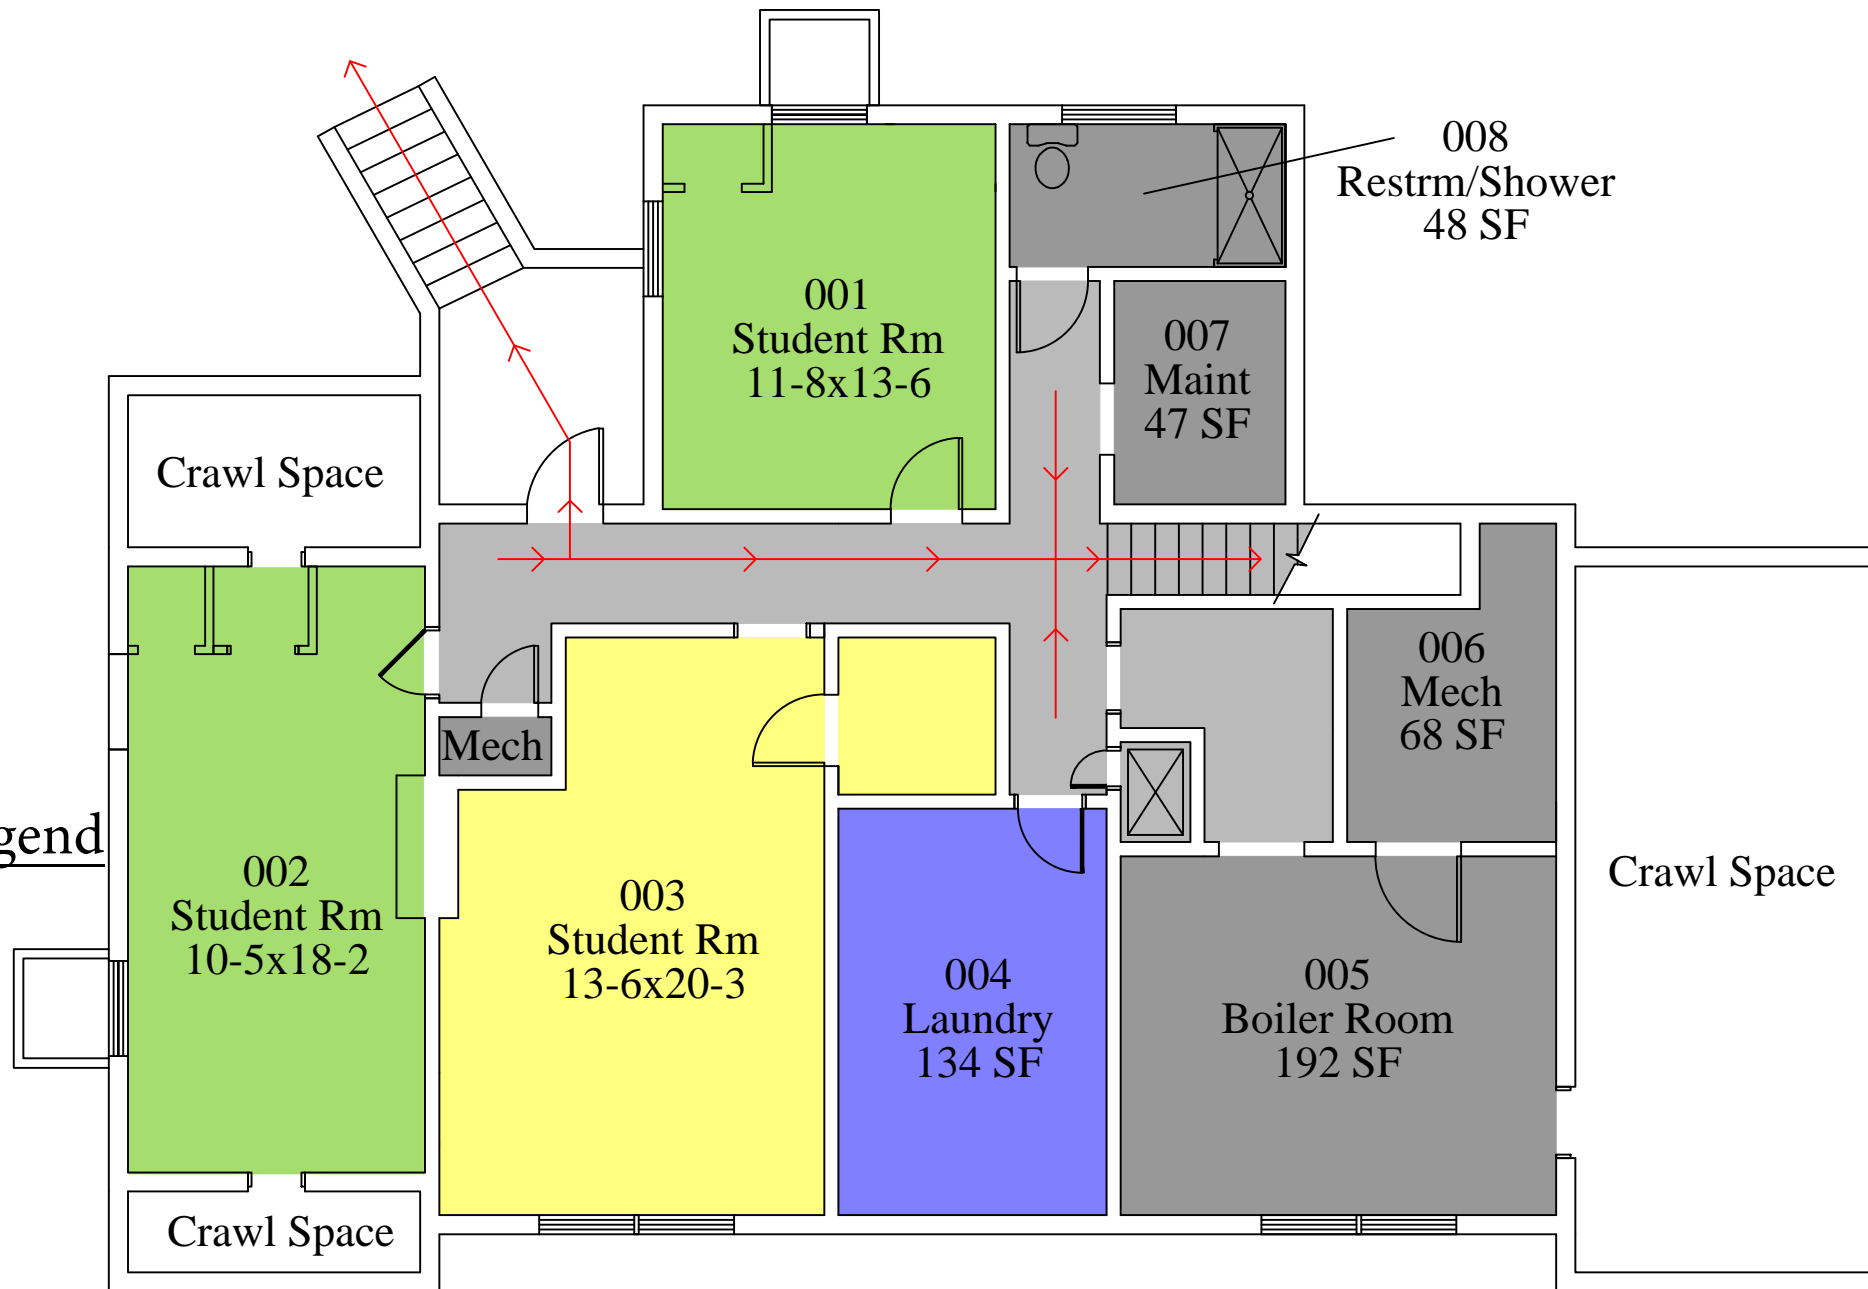 008
Restrm/Shower
48 SF
001
Student Rm
11-8x13-6
007
Maint
47 SF
Crawl Space
006
Mech
68 SF
Mech
gend
002
Student Rm
10-5x18-2
003
Student Rm
13-6x20-3
004
Laundry
134 SF
005
Boiler Room
192 SF
Crawl Space
Crawl Space